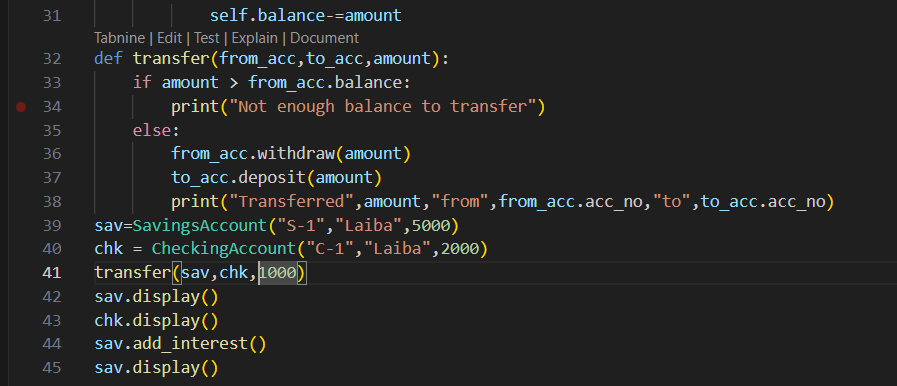 31            self.balance-=amount
Tabnine | Edit | Test | Explain | Document
32 def transfer(from_acc,to_acc,amount):
33     if amount > from_acc.balance:
34         print("Not enough balance to transfer")
35     else:
36         from_acc.withdraw(amount)
37         to_acc.deposit(amount)
38         print("Transferred",amount,"from",from_acc.acc_no,"to",to_acc.acc_no)
39 sav=SavingsAccount("S-1","Laiba",5000)
40 chk = CheckingAccount("C-1","Laiba",2000)
41 transfer(sav,chk,1000)
42 sav.display()
43 chk.display()
44 sav.add_interest()
45 sav.display()